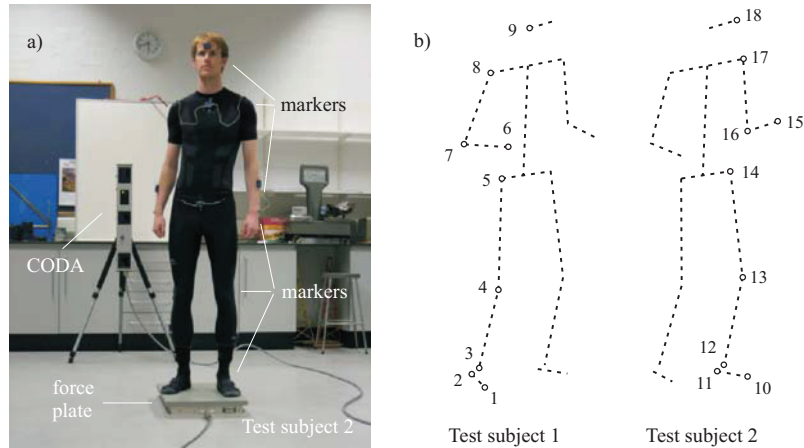 a)
markers
CODA
markers
force
plate
Test subject 2
b)
9
8
7
6
5
4
3
2
1
Test subject 1
18
17
16
15
14
13
12
11
10
Test subject 2